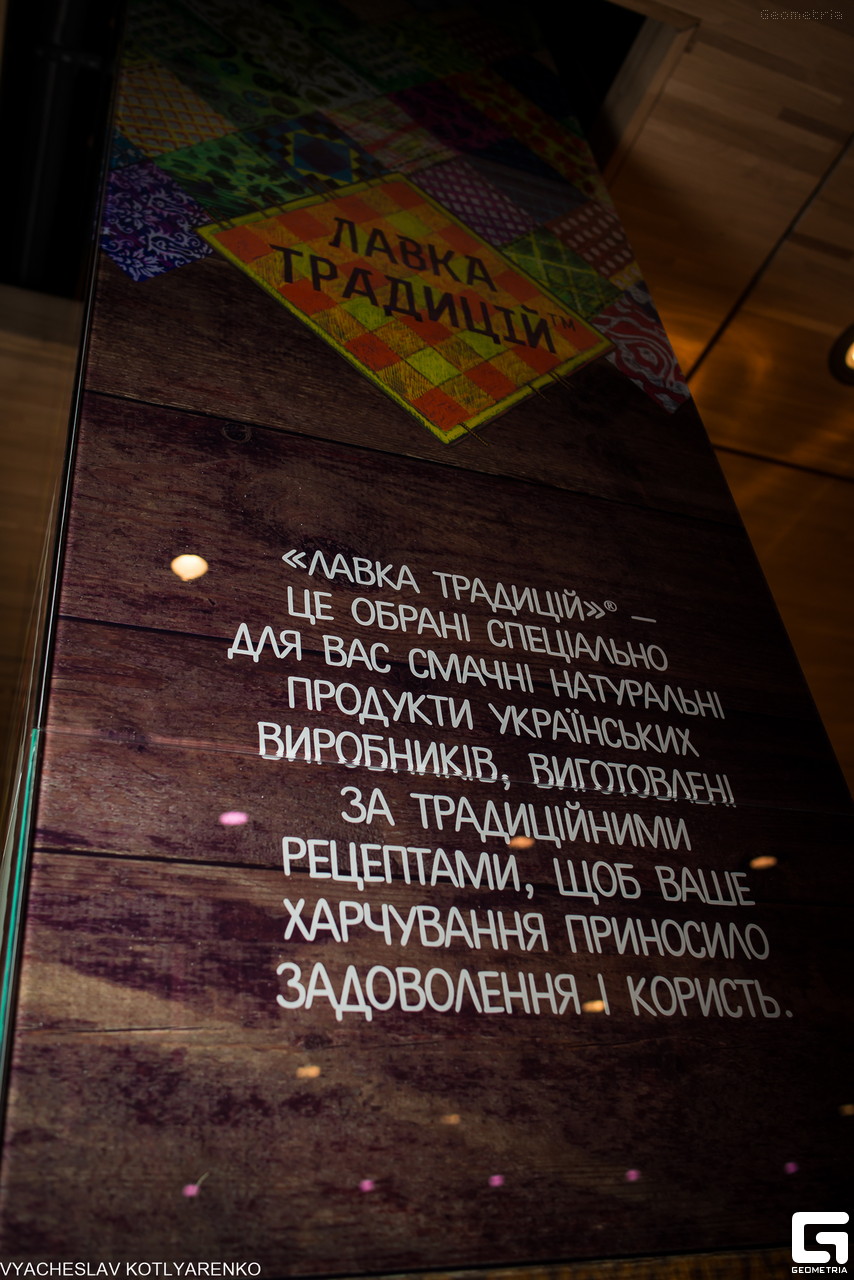 Geometria
ЛАВКА
ТРАДИЦІЙ™
«ЛАВКА ТРАДИЦІЙ»® –
ЦЕ ОБРАНІ СПЕЦІАЛЬНО
ДЛЯ ВАС СМАЧНІ НАТУРАЛЬНІ
ПРОДУКТИ УКРАЇНСЬКИХ
ВИРОБНИКІВ, ВИГОТОВЛЕНІ
ЗА ТРАДИЦІЙНИМИ
РЕЦЕПТАМИ, ЩОБ ВАШЕ
ХАРЧУВАННЯ ПРИНОСИЛО
ЗАДОВОЛЕННЯ І КОРИСТЬ.
VYACHESLAV KOTLYARENKO
GEOMETRIA